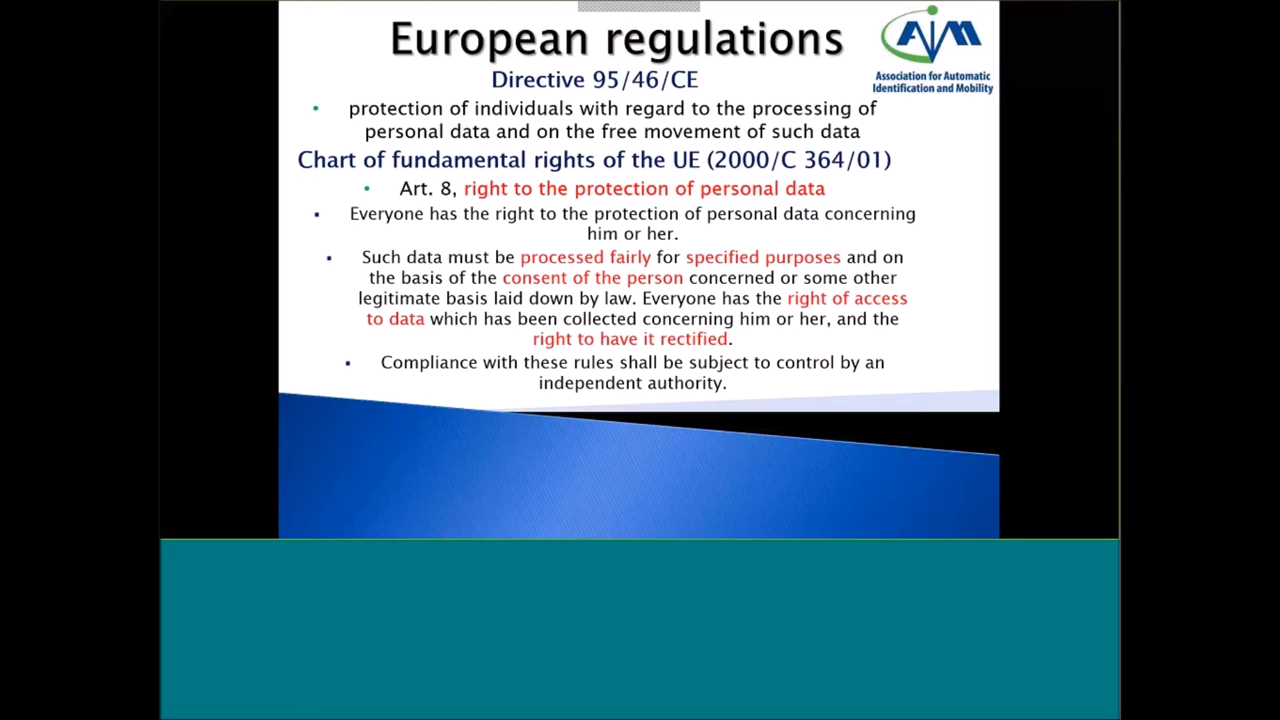 European regulations
AIM
Association for Automatic
Identification and Mobility
Directive 95/46/CE
• protection of individuals with regard to the processing of
personal data and on the free movement of such data
Chart of fundamental rights of the UE (2000/C 364/01)
• Art. 8, right to the protection of personal data
▪ Everyone has the right to the protection of personal data concerning
him or her.
▪ Such data must be processed fairly for specified purposes and on
the basis of the consent of the person concerned or some other
legitimate basis laid down by law. Everyone has the right of access
to data which has been collected concerning him or her, and the
right to have it rectified.
▪ Compliance with these rules shall be subject to control by an
independent authority.